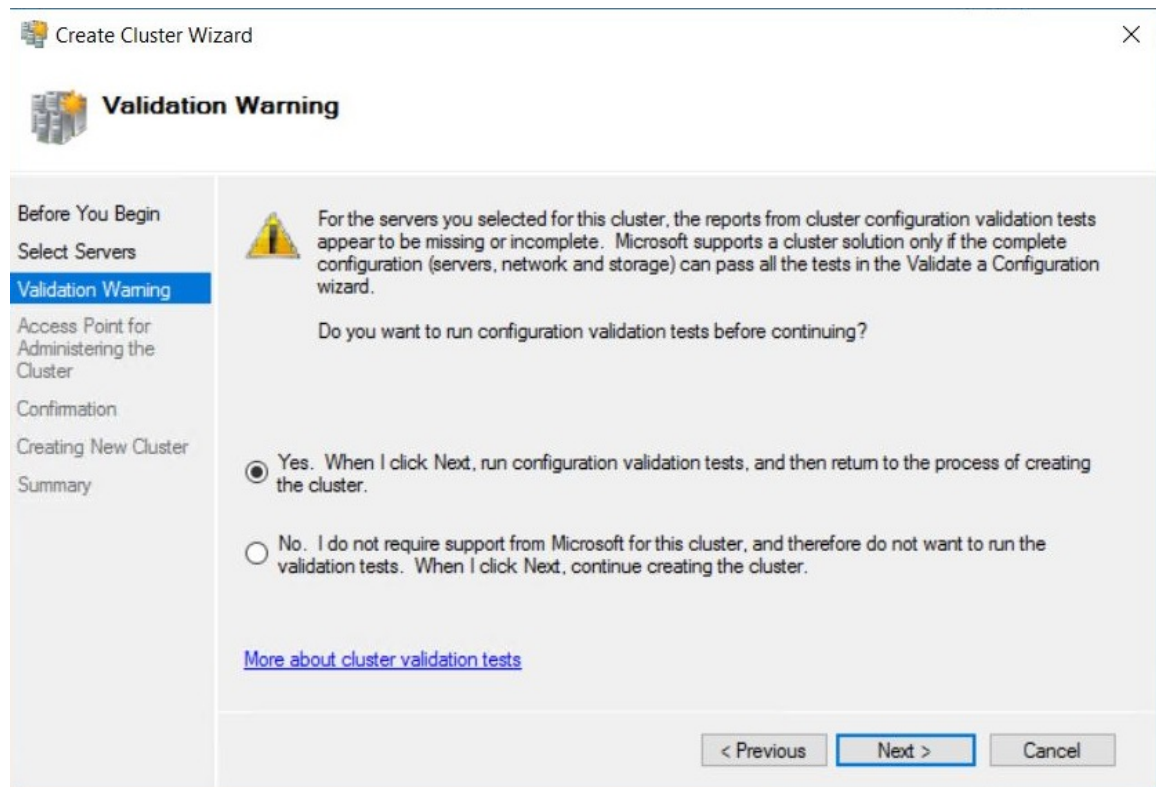 Create Cluster Wizard
Validation Warning
Before You Begin
Select Servers
Validation Warning
Access Point for
Administering the
Cluster
Confirmation
Creating New Cluster
Summary
For the servers you selected for this cluster, the reports from cluster configuration validation tests
appear to be missing or incomplete.  Microsoft supports a cluster solution only if the complete
configuration (servers, network and storage) can pass all the tests in the Validate a Configuration
wizard.
Do you want to run configuration validation tests before continuing?
Yes.  When I click Next, run configuration validation tests, and then return to the process of creating
the cluster.
No.  I do not require support from Microsoft for this cluster, and therefore do not want to run the
validation tests.  When I click Next, continue creating the cluster.
More about cluster validation tests
< Previous
Next >
Cancel